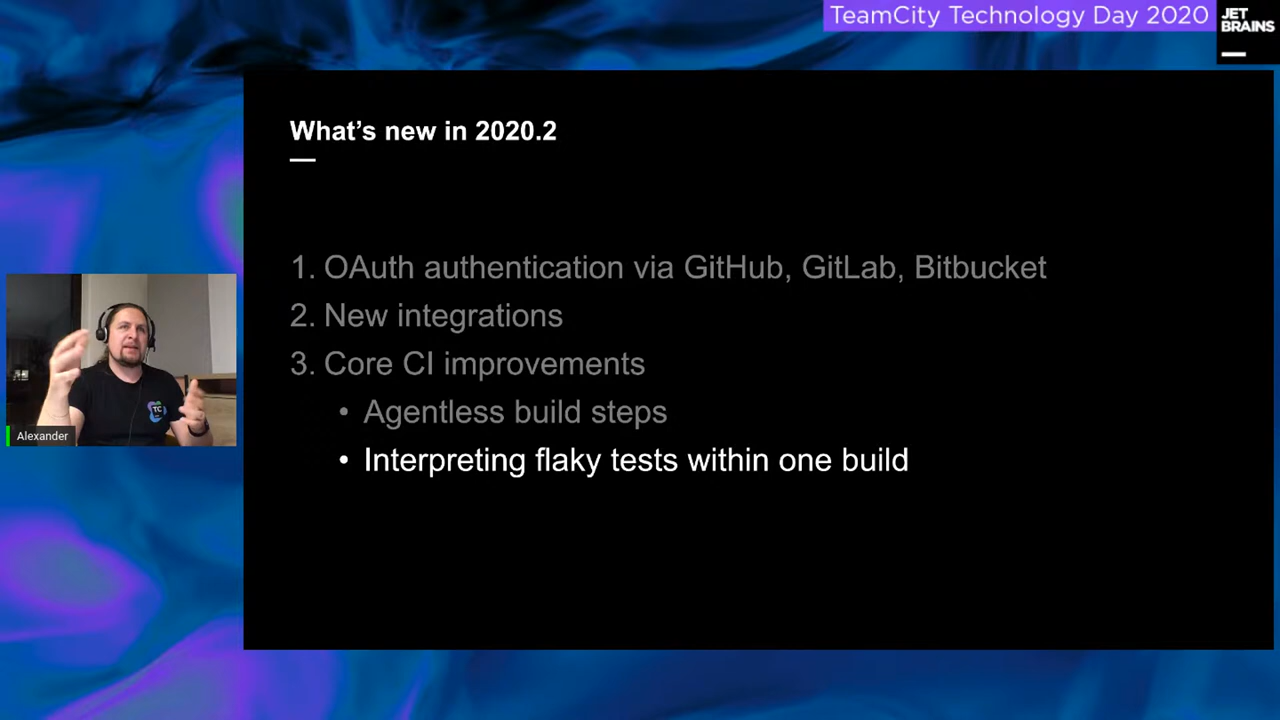 TeamCity Technology Day 2020
JET
BRAINS
What's new in 2020.2
1. OAuth authentication via GitHub, GitLab, Bitbucket
2. New integrations
3. Core CI improvements
• Agentless build steps
• Interpreting flaky tests within one build
TC
Alexander